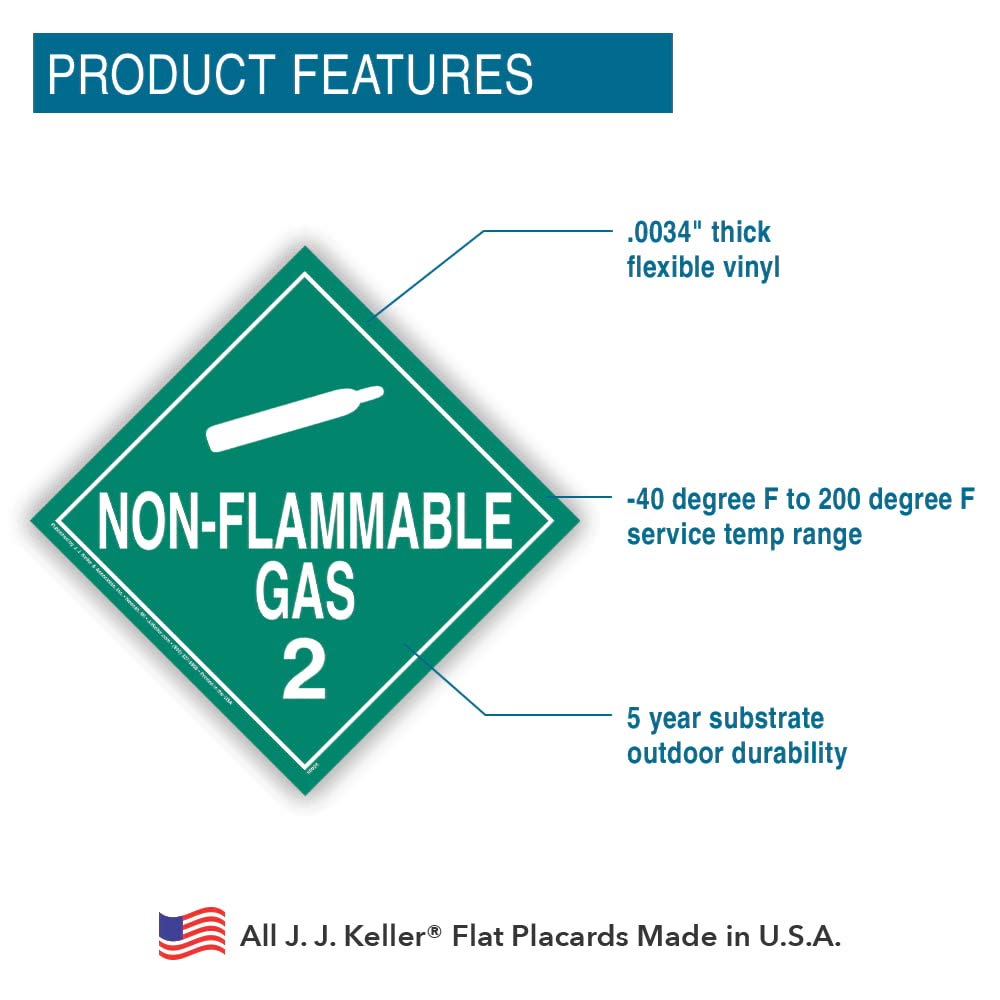 PRODUCT FEATURES
.0034" thick
flexible vinyl
NON-FLAMMABLE
GAS
2
-40 degree F to 200 degree F
service temp range
5 year substrate
outdoor durability
All J. J. Keller® Flat Placards Made in U.S.A.